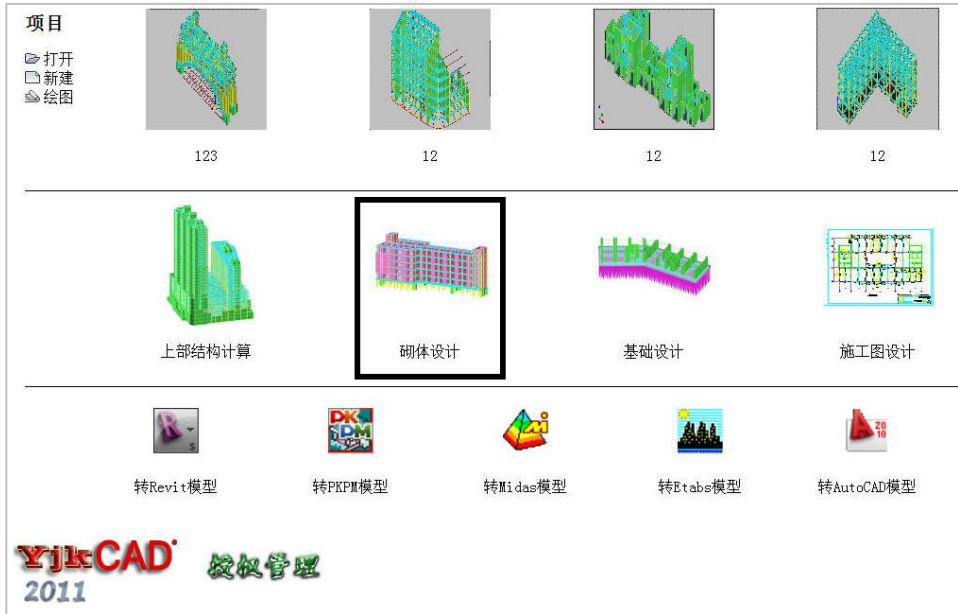 项目
打开
新建
绘图
123 12 12 12
上部结构计算 砌体设计 基础设计 施工图设计
转Revit模型 转PKPM模型 转Midas模型 转Etabs模型 转AutoCAD模型
YjkCAD 授权管理
2011